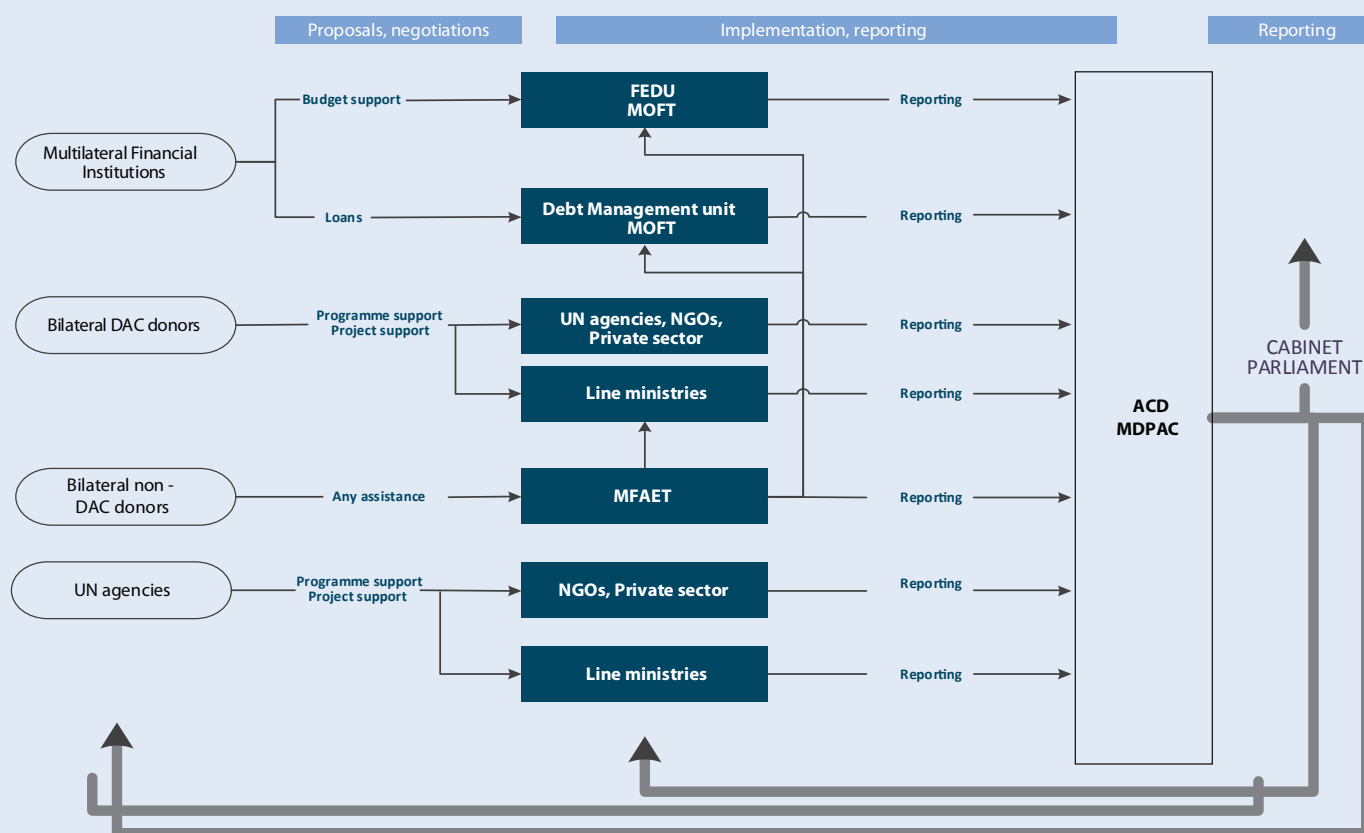 Proposals, negotiations
Implementation, reporting
Reporting
Multilateral Financial
Institutions
Budget support
FEDU
MOFT
Reporting
Loans
Debt Management unit
MOFT
Reporting
Bilateral DAC donors
Programme support
Project support
UN agencies, NGOs,
Private sector
Reporting
Line ministries
Reporting
Bilateral non -
DAC donors
Any assistance
MFAET
Reporting
UN agencies
Programme support
Project support
NGOs, Private sector
Reporting
Line ministries
Reporting
ACD
MDPAC
CABINET
PARLIAMENT